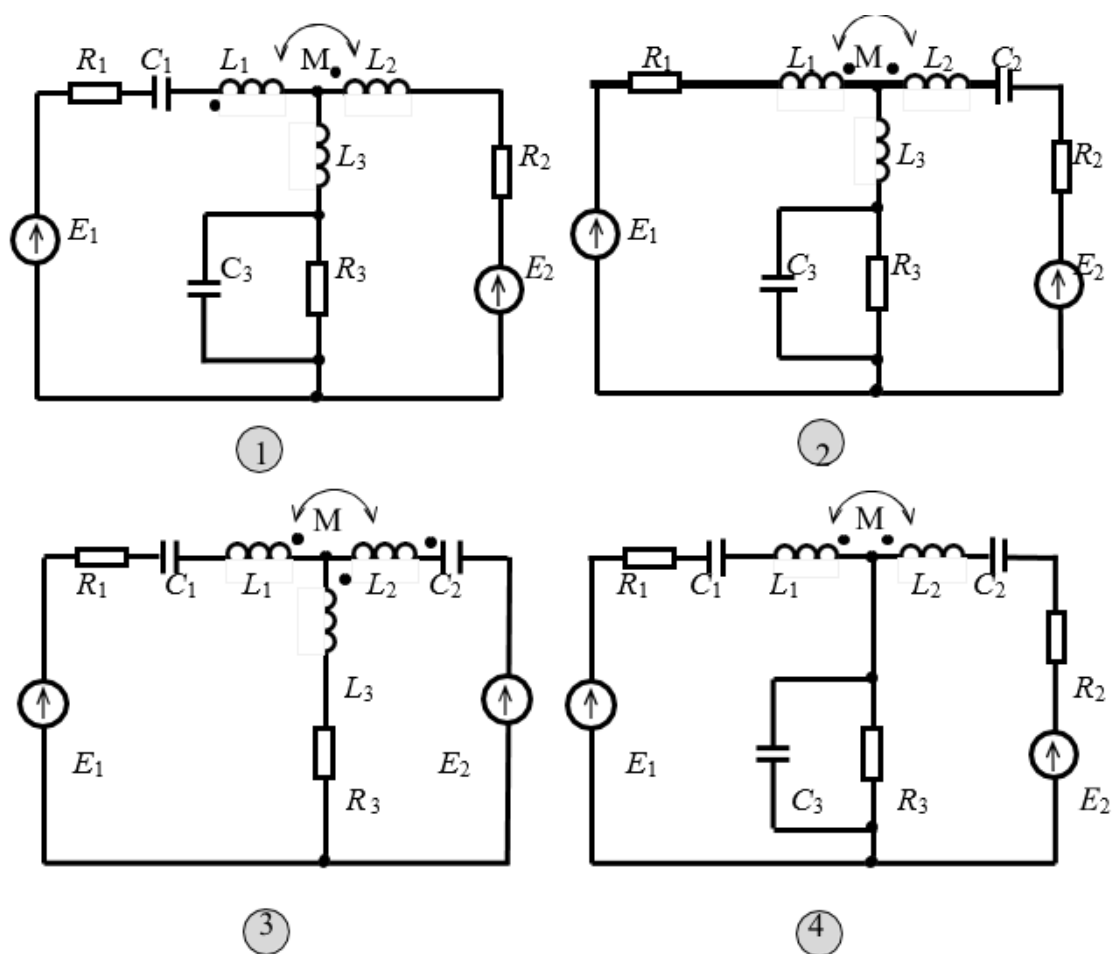 R1 C1 L1 M L2
L3
R2
E1
C3 R3 E2
1
R1 L1 M L2 C2
L3
R2
E1
C3 R3 E2
2
M
R1 C1 L1 L2 C2
L3
E1 E2
R3
3
M
R1 C1 L1 L2 C2
R2
E1 C3 R3 E2
4